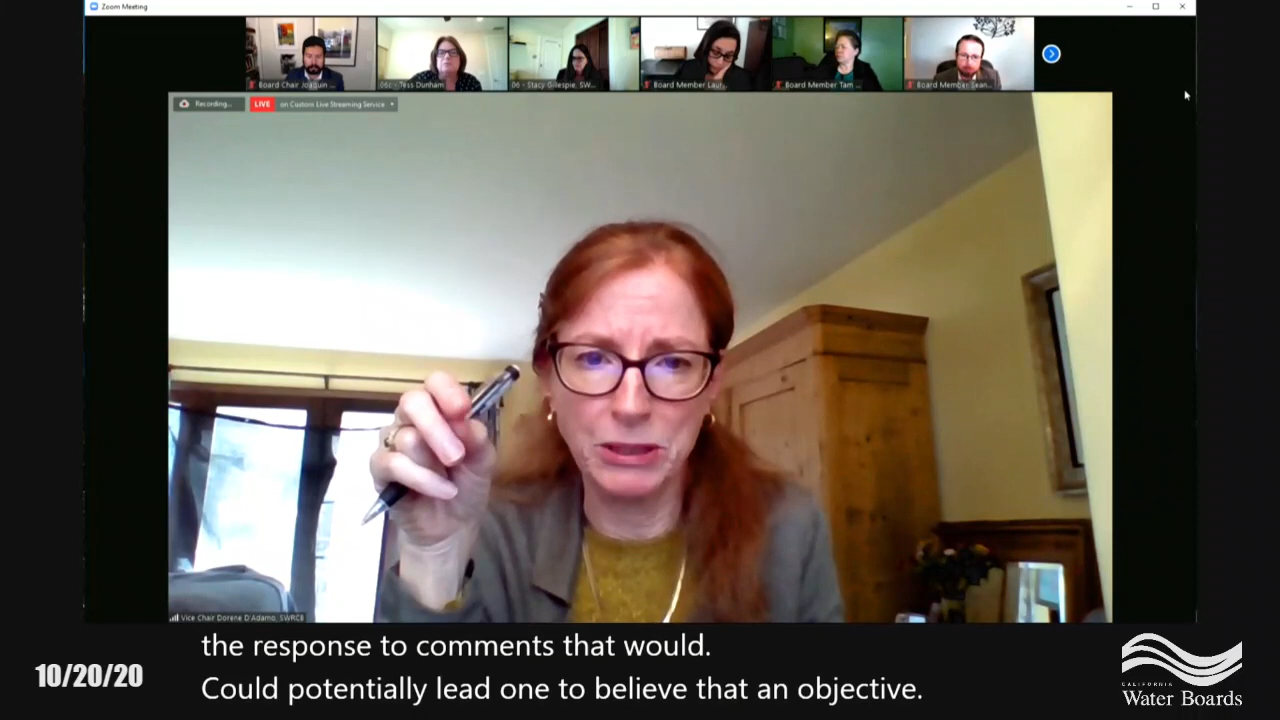 Zoom Meeting
Board Chair Joaquin ...
06c - Tess Dunham
06 - Stacy Gillespie, SW...
Board Member Laur...
Board Member Tam ...
Board Member Sean...
Recording...
LIVE
on Custom Live Streaming Service
Vice Chair Dorene D'Adamo, SWRCB
the response to comments that would.
Could potentially lead one to believe that an objective.
10/20/20
CALIFORNIA
Water Boards